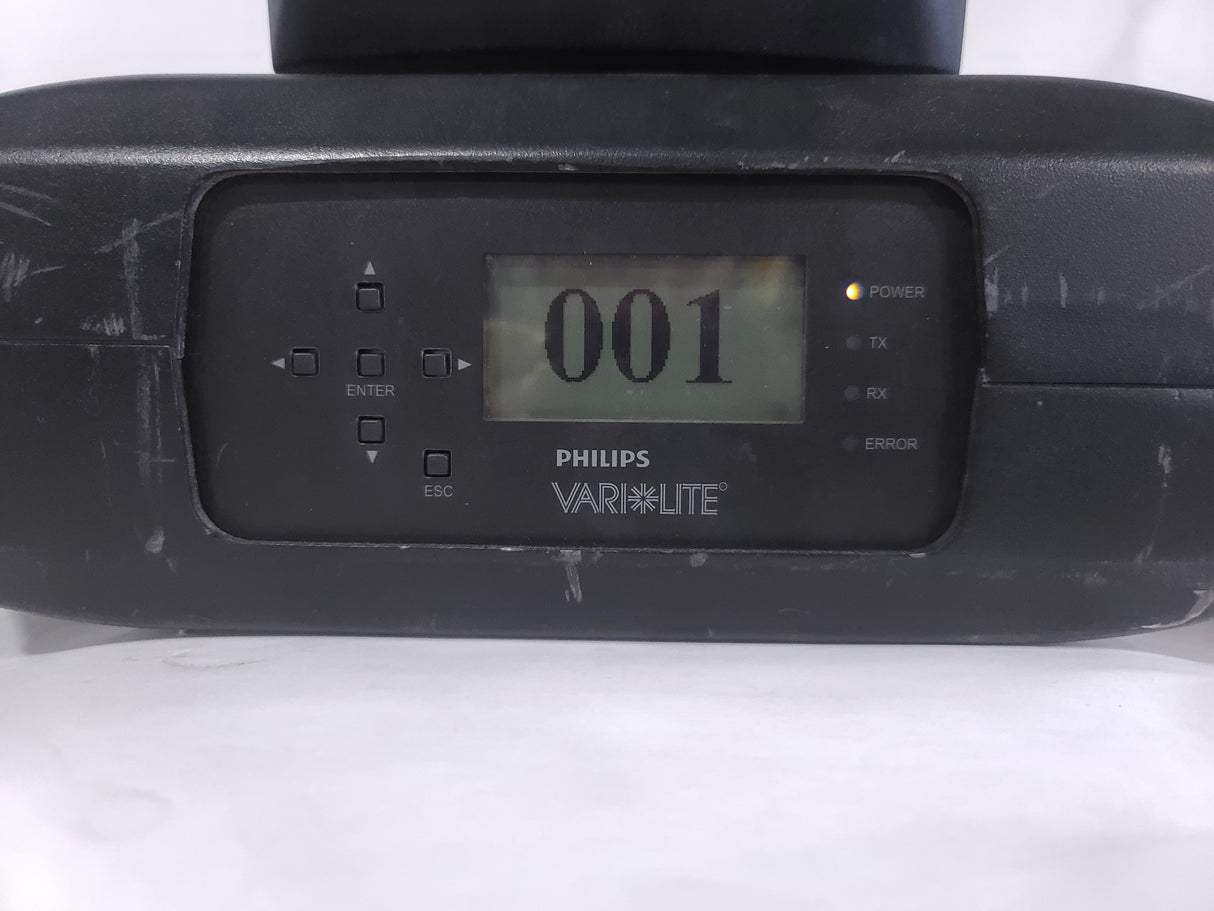 001
POWER
TX
RX
ERROR
ENTER
ESC
PHILIPS
VARI*LITE